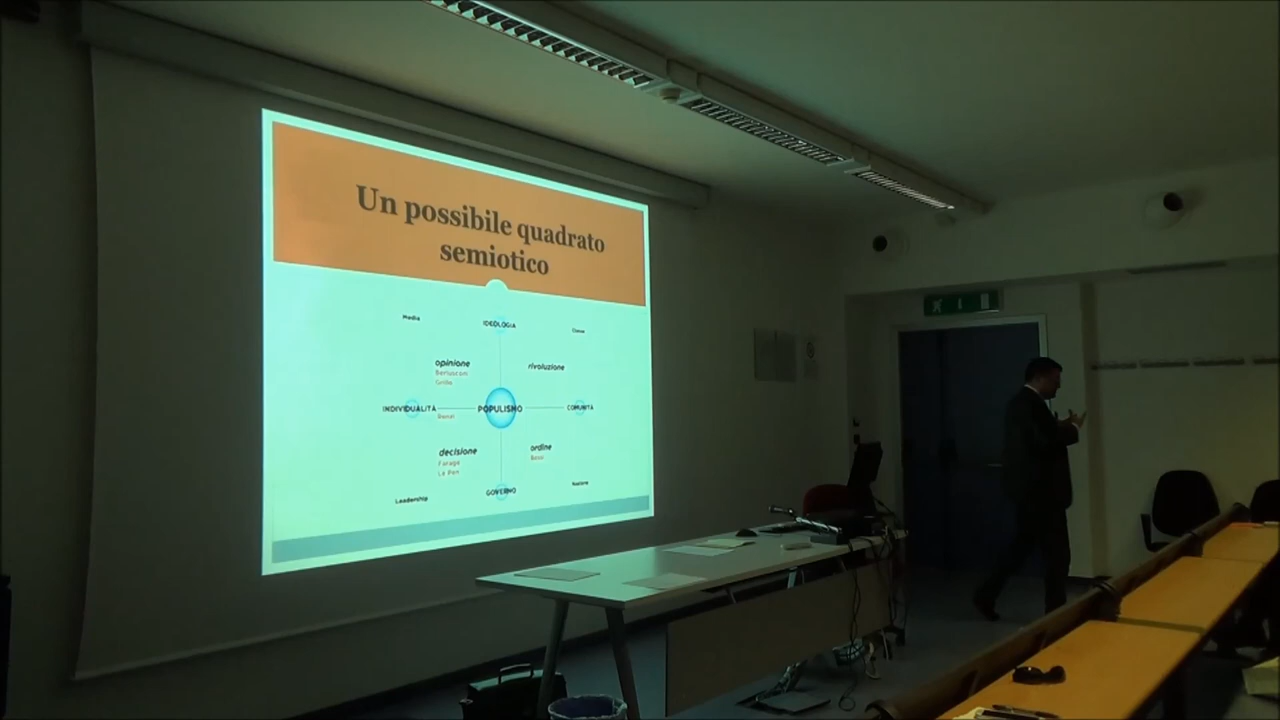 Un possibile quadrato
semiotico
Media
IDEOLOGIA
Classe
opinione
Berlusconi
Grillo
rivoluzione
INDIVIDUALITÀ
POPULISMO
COMUNITÀ
Renzi
decisione
Farage
Le Pen
ordine
Bossi
Leadership
GOVERNO
Nazione